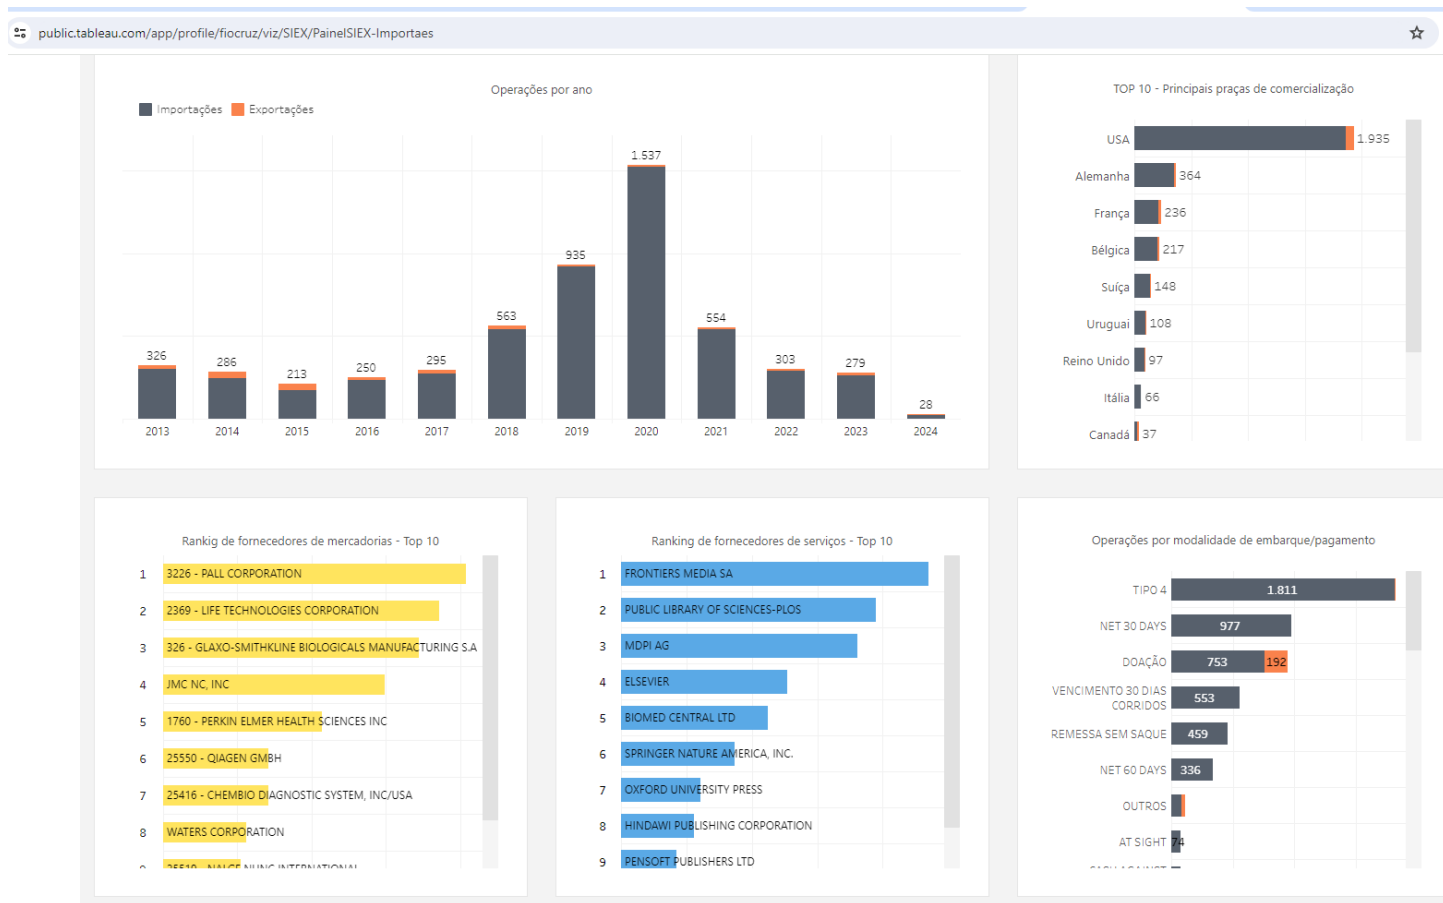 public.tableau.com/app/profile/fiocruz/viz/SIEX/PainelSIEX-Importaes
Operações por ano
Importações Exportações
326
286
213
250
295
563
935
1.537
554
303
279
28
2013 2014 2015 2016 2017 2018 2019 2020 2021 2022 2023 2024
TOP 10 - Principais praças de comercialização
USA 1.935
Alemanha 364
França 236
Bélgica 217
Suíça 148
Uruguai 108
Reino Unido 97
Itália 66
Canadá 37
Rankig de fornecedores de mercadorias - Top 10
1 3226 - PALL CORPORATION
2 2369 - LIFE TECHNOLOGIES CORPORATION
3 326 - GLAXO-SMITHKLINE BIOLOGICALS MANUFACTURING S.A
4 JMC NC, INC
5 1760 - PERKIN ELMER HEALTH SCIENCES INC
6 25550 - QIAGEN GMBH
7 25416 - CHEMBIO DIAGNOSTIC SYSTEM, INC/USA
8 WATERS CORPORATION
Ranking de fornecedores de serviços - Top 10
1 FRONTIERS MEDIA SA
2 PUBLIC LIBRARY OF SCIENCES-PLOS
3 MDPI AG
4 ELSEVIER
5 BIOMED CENTRAL LTD
6 SPRINGER NATURE AMERICA, INC.
7 OXFORD UNIVERSITY PRESS
8 HINDAWI PUBLISHING CORPORATION
9 PENSOFT PUBLISHERS LTD
Operações por modalidade de embarque/pagamento
TIPO 4 1.811
NET 30 DAYS 977
DOAÇÃO 753 192
VENCIMENTO 30 DIAS
CORRIDOS 553
REMESSA SEM SAQUE 459
NET 60 DAYS 336
OUTROS
AT SIGHT 74